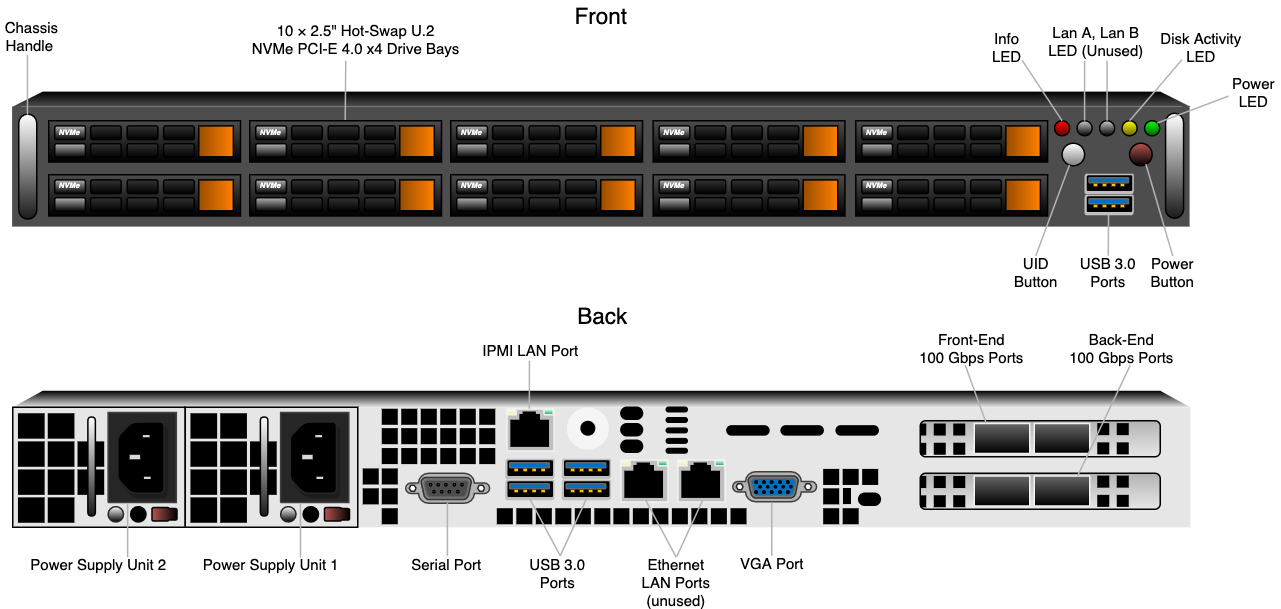 Front
Chassis
Handle
10 × 2.5" Hot-Swap U.2
NVMe PCI-E 4.0 x4 Drive Bays
Info
LED
Lan A, Lan B
LED (Unused)
Disk Activity
LED
Power
LED
NVMe
NVMe
NVMe
NVMe
NVMe
NVMe
NVMe
NVMe
NVMe
NVMe
UID
Button
USB 3.0
Ports
Power
Button
Back
IPMI LAN Port
Front-End
100 Gbps Ports
Back-End
100 Gbps Ports
Power Supply Unit 2
Power Supply Unit 1
Serial Port
USB 3.0
Ports
Ethernet
LAN Ports
(unused)
VGA Port